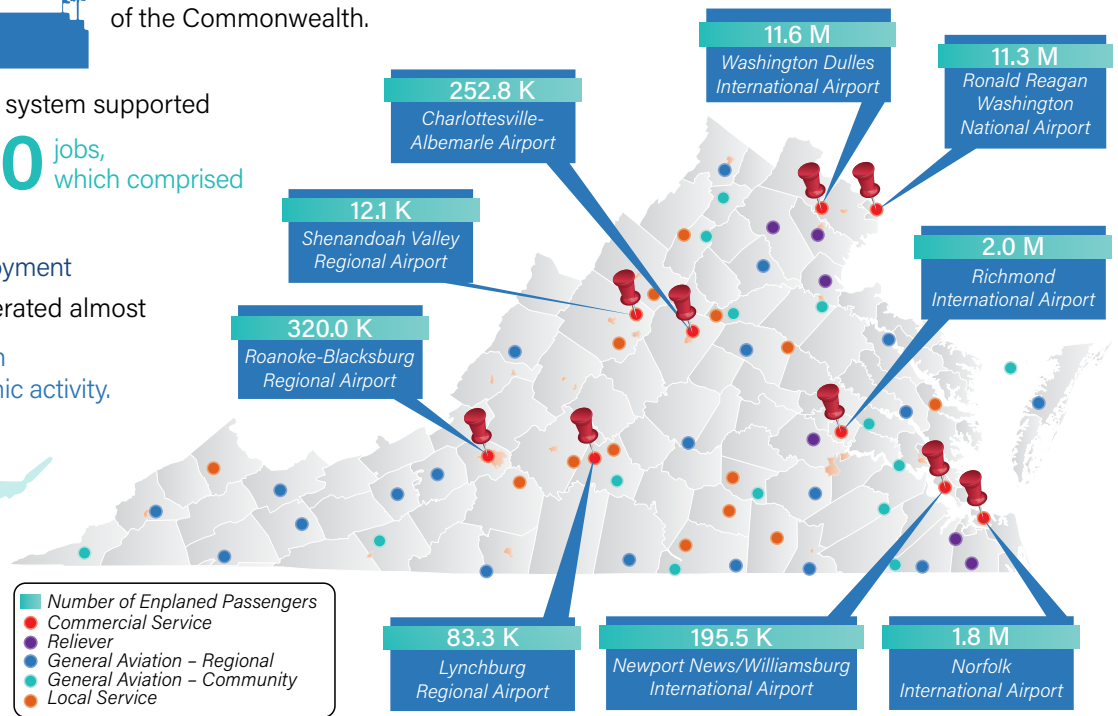 of the Commonwealth.
system supported
0 jobs,
which comprised
erated almost
nic activity.
11.6 M
Washington Dulles
International Airport
11.3 M
Ronald Reagan
Washington
National Airport
252.8 K
Charlottesville-
Albemarle Airport
12.1 K
Shenandoah Valley
Regional Airport
2.0 M
Richmond
International Airport
320.0 K
Roanoke-Blacksburg
Regional Airport
83.3 K
Lynchburg
Regional Airport
195.5 K
Newport News/Williamsburg
International Airport
1.8 M
Norfolk
International Airport
Number of Enplaned Passengers
Commercial Service
Reliever
General Aviation – Regional
General Aviation – Community
Local Service